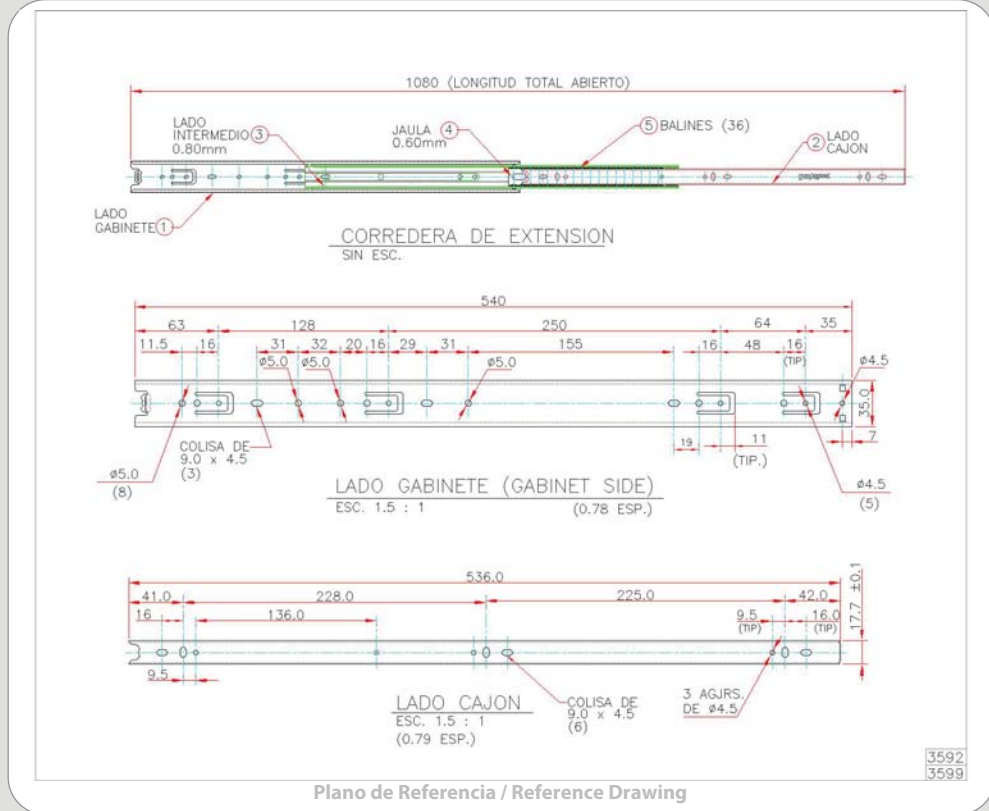 1080 (LONGITUD TOTAL ABIERTO)
LADO
INTERMEDIO 3
0.80mm
JAULA 4
0.60mm
5 BALINES (36)
2 LADO
CAJON
LADO
GABINETE 1
CORREDERA DE EXTENSION
SIN ESC.
540
63 128 250 64 35
11.5 16 31 32 20 16 29 31 155 16 48 16
(TIP)
ø5.0 ø5.0 ø5.0 ø4.5
35.0
7
COLISA DE
9.0 x 4.5
(3)
19
11
(TIP.)
ø5.0
(8)
ø4.5
(5)
LADO GABINETE (GABINET SIDE)
ESC. 1.5 : 1 (0.78 ESP.)
536.0
41.0 228.0 225.0 42.0
17.7 ±0.1
16 136.0 9.5 16.0
(TIP) (TIP)
9.5
LADO CAJON
ESC. 1.5 : 1
(0.79 ESP.)
COLISA DE
9.0 x 4.5
(6)
3 AGJRS.
DE ø4.5
3592
3599
Plano de Referencia / Reference Drawing